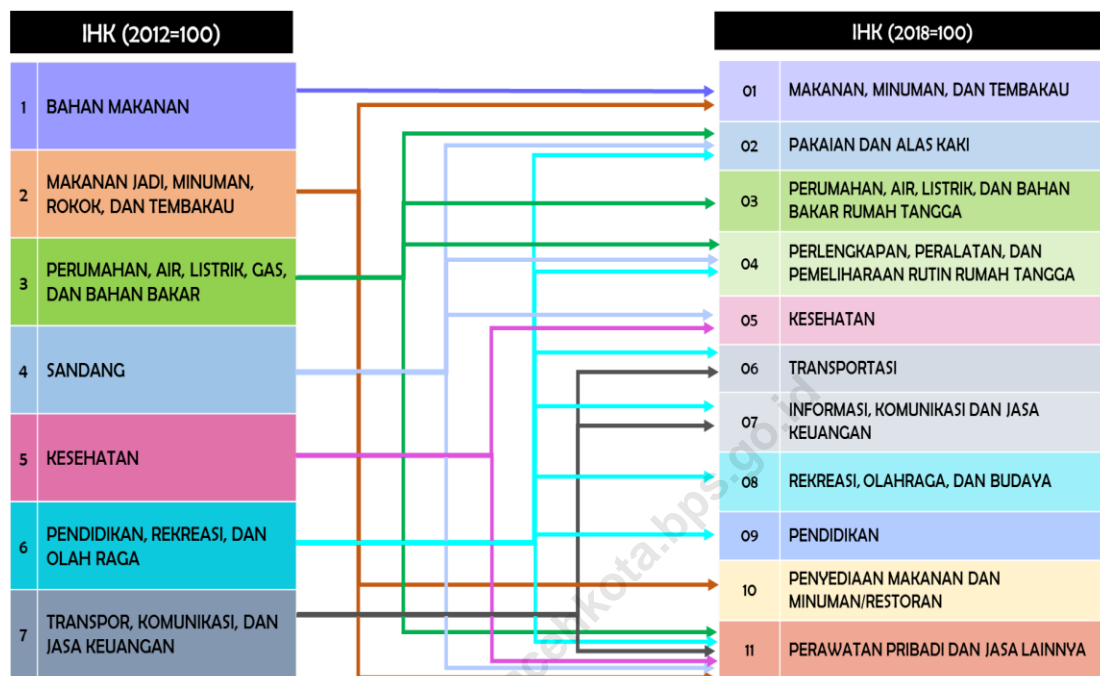 IHK (2012=100)
1 BAHAN MAKANAN
2 MAKANAN JADI, MINUMAN,
ROKOK, DAN TEMBAKAU
3 PERUMAHAN, AIR, LISTRIK, GAS,
DAN BAHAN BAKAR
4 SANDANG
5 KESEHATAN
6 PENDIDIKAN, REKREASI, DAN
OLAH RAGA
7 TRANSPOR, KOMUNIKASI, DAN
JASA KEUANGAN
IHK (2018=100)
01 MAKANAN, MINUMAN, DAN TEMBAKAU
02 PAKAIAN DAN ALAS KAKI
03 PERUMAHAN, AIR, LISTRIK, DAN BAHAN
BAKAR RUMAH TANGGA
04 PERLENGKAPAN, PERALATAN, DAN
PEMELIHARAAN RUTIN RUMAH TANGGA
05 KESEHATAN
06 TRANSPORTASI
07 INFORMASI, KOMUNIKASI DAN JASA
KEUANGAN
08 REKREASI, OLAHRAGA, DAN BUDAYA
09 PENDIDIKAN
10 PENYEDIAAN MAKANAN DAN
MINUMAN/RESTORAN
11 PERAWATAN PRIBADI DAN JASA LAINNYA
acehkota.bps.go.id